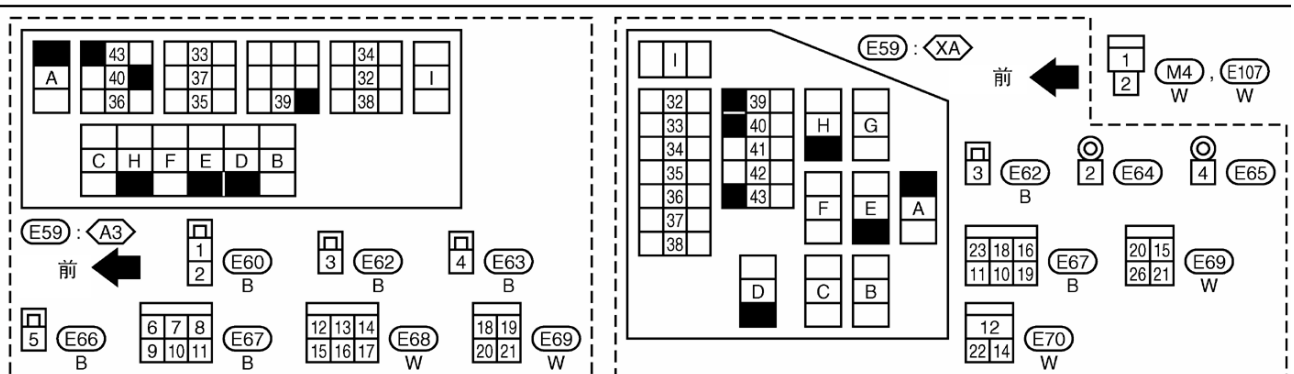 A 43 33 34 I
40 37 32
36 35 39 38
C H F E D B
E59 : A3
前
1
2
E60
B
3
E62
B
4
E63
B
5
E66
B
6 7 8
9 10 11
E67
B
12 13 14
15 16 17
E68
W
18 19
20 21
E69
W
I
32 39
33 40
34 41
35 42
36 43
37
38
H G
F E A
D C B
E59 : XA
前
1
2
M4 , E107
W W
3
E62
B
2
E64
4
E65
23 18 16
11 10 19
E67
B
20 15
26 21
E69
W
12
22 14
E70
W